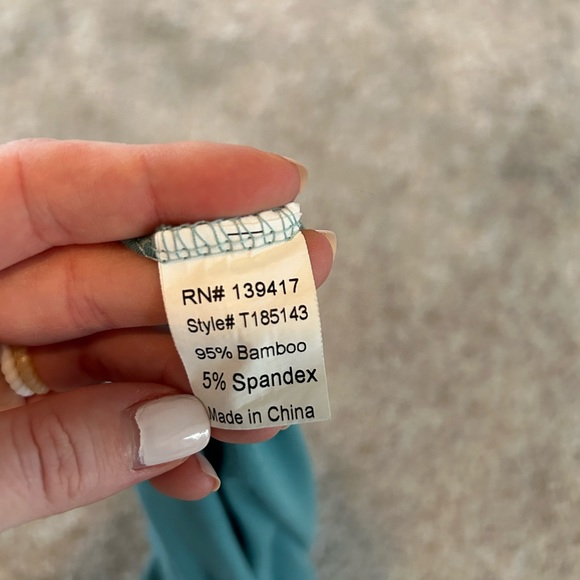 RN# 139417
Style# T185143
95% Bamboo
5% Spandex
Made in China